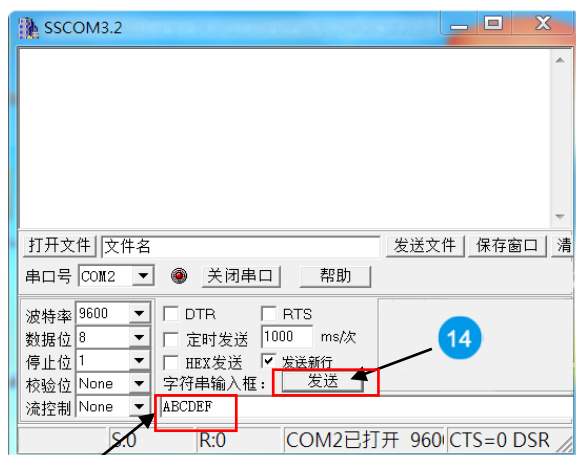 SSCOM3.2
打开文件 文件名 发送文件 保存窗口 清
串口号 COM2 关闭串口 帮助
波特率 9600 DTR RTS
数据位 8 定时发送 1000 ms/次
停止位 1 HEX发送 发送新行
校验位 None 字符串输入框: 发送
流控制 None ABCDEF
14
S:0 R:0 COM2已打开 960 CTS=0 DSR